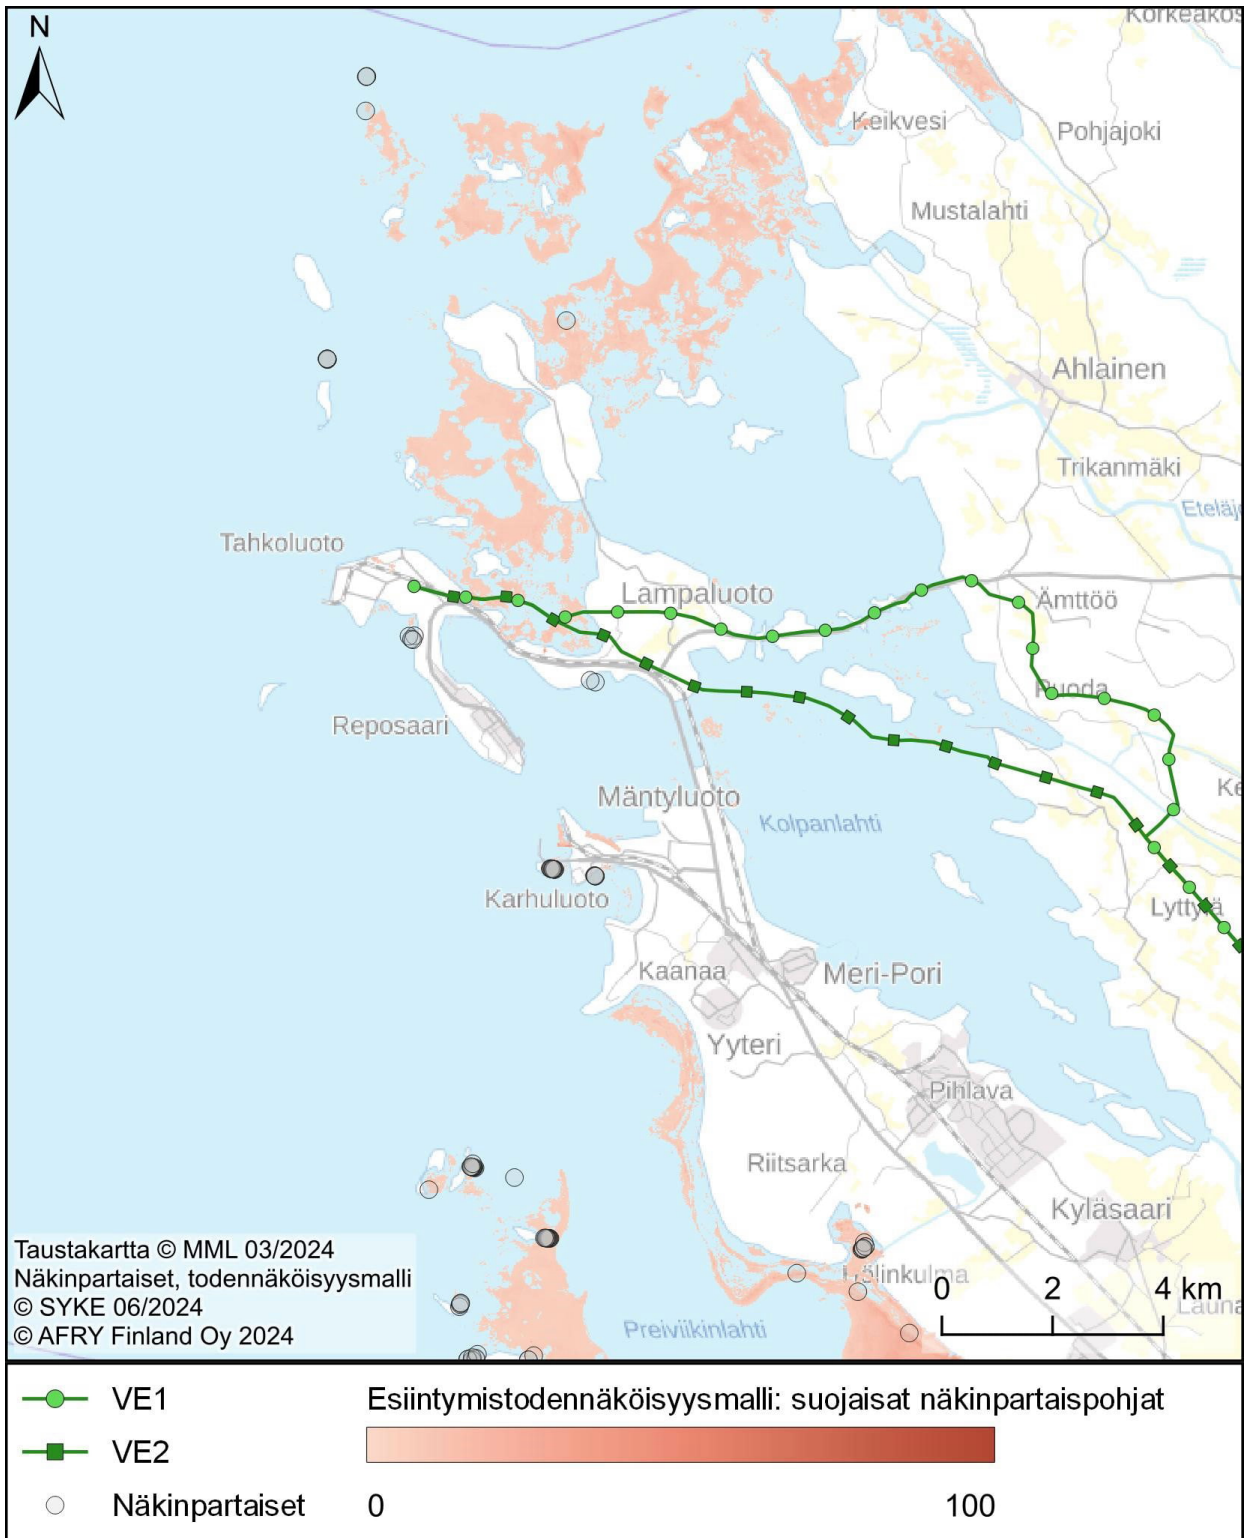 N
Korkeakos
Keikvesi
Pohjajoki
Mustalahti
Ahlainen
Trikanmäki
Eteläj
Tahkoluoto
Lampaluoto
Ämttöö
Ruoda
Reposaari
Ke
Mäntyluoto
Kolpanlahti
Karhuluoto
Lyttylä
Kaanaa
Meri-Pori
Yyteri
Pihlava
Riitsarka
Kyläsaari
Taustakartta © MML 03/2024
Näkinpartaiset, todennäköisyysmalli
© SYKE 06/2024
© AFRY Finland Oy 2024
0 2 4 km
Launa
Preiviikinlahti
VE1
VE2
Näkinpartaiset
Esiintymistodennäköisyysmalli: suojaisat näkinpartaispohjat
0 100